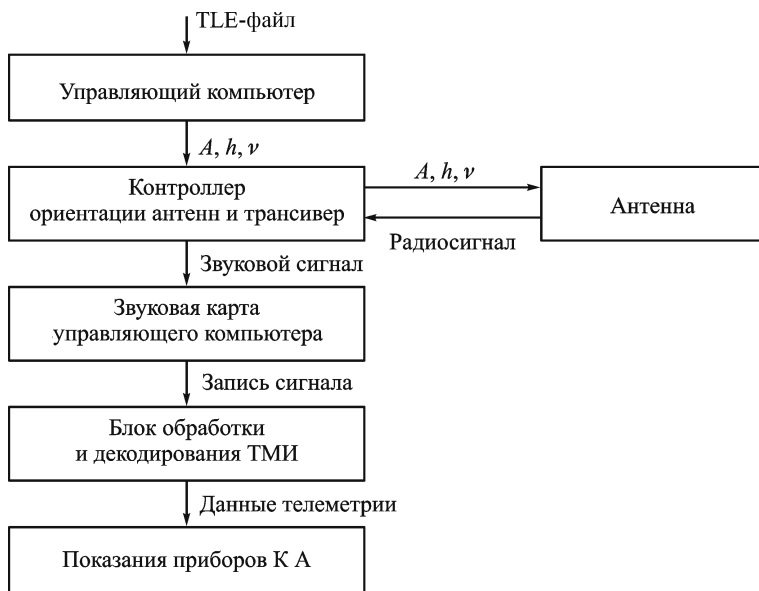 TLE-файл
Управляющий компьютер
A, h, ν
Контроллер
ориентации антенн и трансивер
A, h, ν
Антенна
Радиосигнал
Звуковой сигнал
Звуковая карта
управляющего компьютера
Запись сигнала
Блок обработки
и декодирования ТМИ
Данные телеметрии
Показания приборов К А